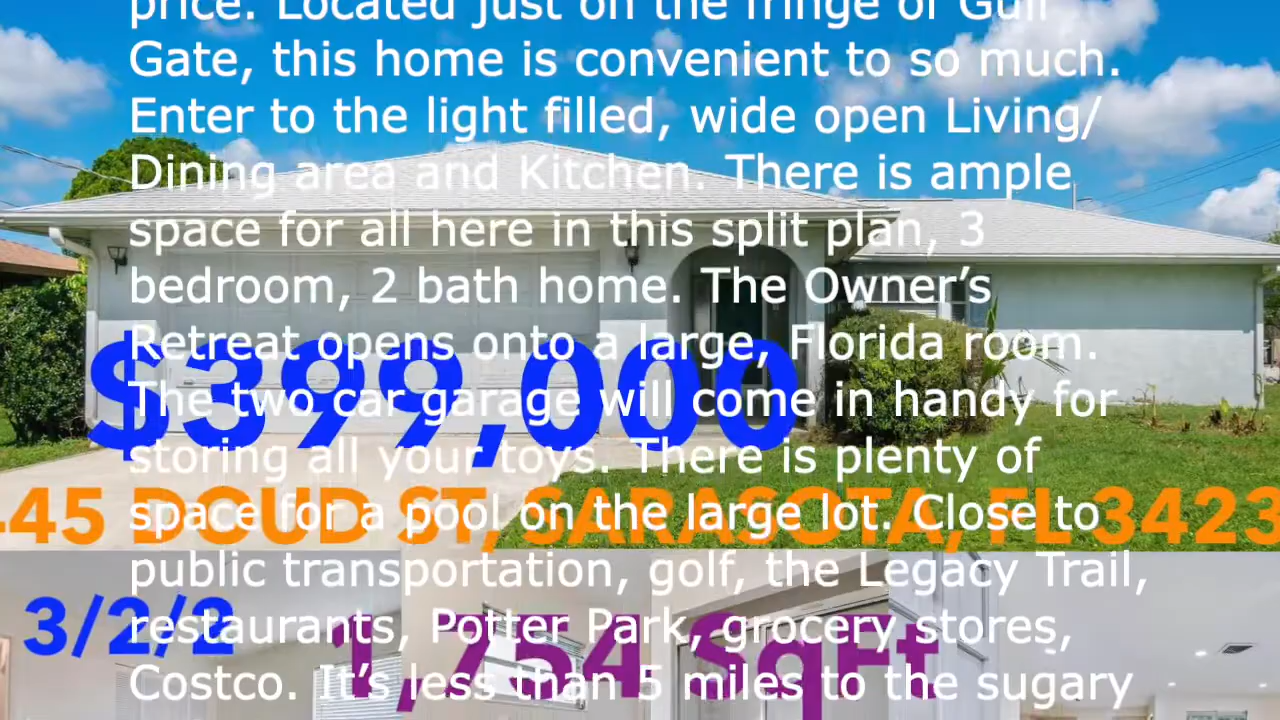 price. Located just on the fringe of Gulf
Gate, this home is convenient to so much.
Enter to the light filled, wide open Living/
Dining area and Kitchen. There is ample
space for all here in this split plan, 3
bedroom, 2 bath home. The Owner’s
Retreat opens onto a large, Florida room.
The two car garage will come in handy for
storing all your toys. There is plenty of
space for a pool on the large lot. Close to
public transportation, golf, the Legacy Trail,
restaurants, Potter Park, grocery stores,
Costco. It’s less than 5 miles to the sugary
$399,000
45 DOUD ST, SARASOTA, FL 3423
3/2/2
1,754 SqFt